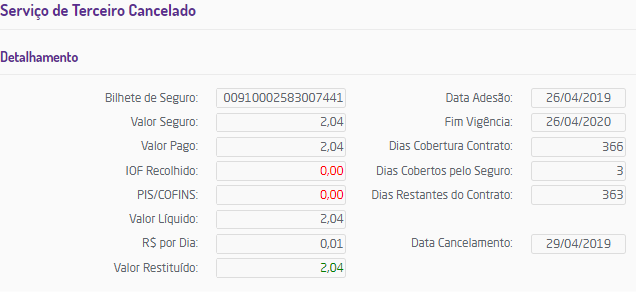 Serviço de Terceiro Cancelado
Detalhamento
Bilhete de Seguro: 00910002583007441 Data Adesão: 26/04/2019
Valor Seguro: 2,04 Fim Vigência: 26/04/2020
Valor Pago: 2,04 Dias Cobertura Contrato: 366
IOF Recolhido: 0,00 Dias Cobertos pelo Seguro: 3
PIS/COFINS: 0,00 Dias Restantes do Contrato: 363
Valor Líquido: 2,04
R$ por Dia: 0,01 Data Cancelamento: 29/04/2019
Valor Restituído: 2,04